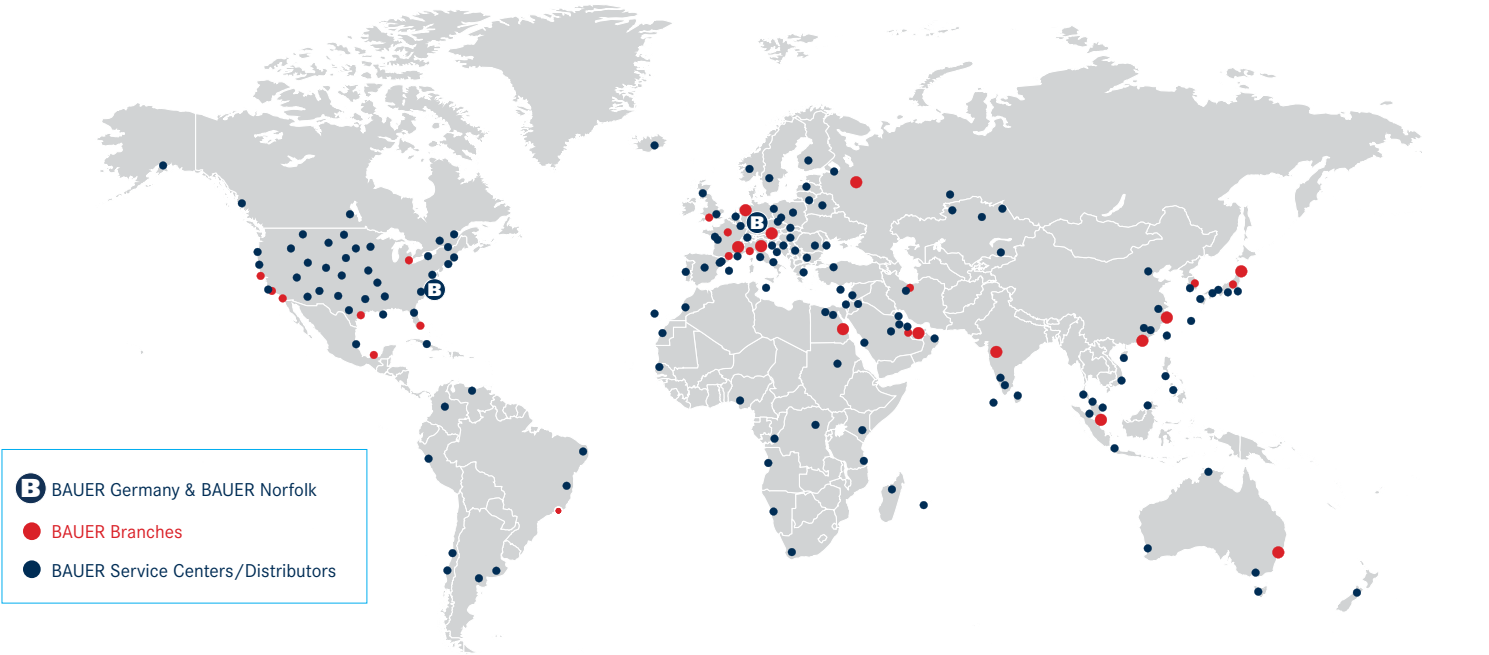 B
B
B BAUER Germany & BAUER Norfolk
BAUER Branches
BAUER Service Centers/Distributors